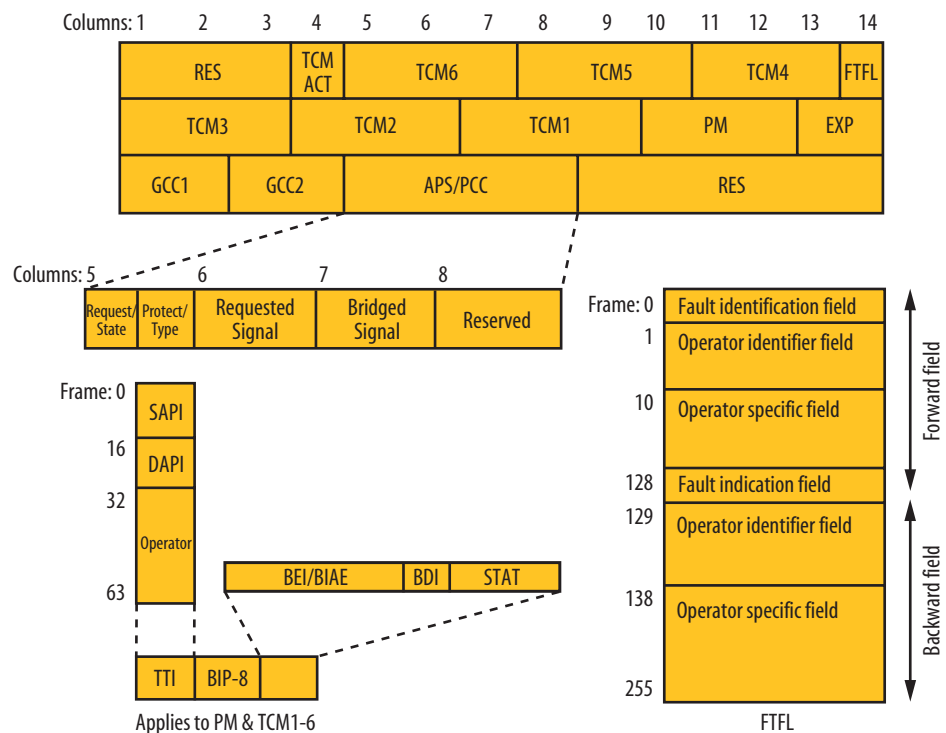 Columns: 1 2 3 4 5 6 7 8 9 10 11 12 13 14
RES
TCM
ACT
TCM6
TCM5
TCM4
FTFL
TCM3
TCM2
TCM1
PM
EXP
GCC1
GCC2
APS/PCC
RES
Columns: 5 6 7 8
Request/
State
Protect/
Type
Requested
Signal
Bridged
Signal
Reserved
Frame: 0
SAPI
16
DAPI
32
Operator
63
BEI/BIAE
BDI
STAT
TTI
BIP-8
Applies to PM & TCM1-6
Frame: 0
Fault identification field
1
Operator identifier field
10
Operator specific field
128
Fault indication field
129
Operator identifier field
138
Operator specific field
255
Forward field
Backward field
FTFL